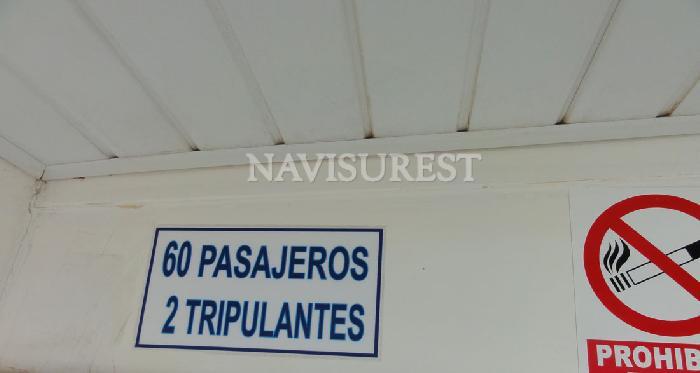 NAVISUREST
60 PASAJEROS
2 TRIPULANTES
PROHIB